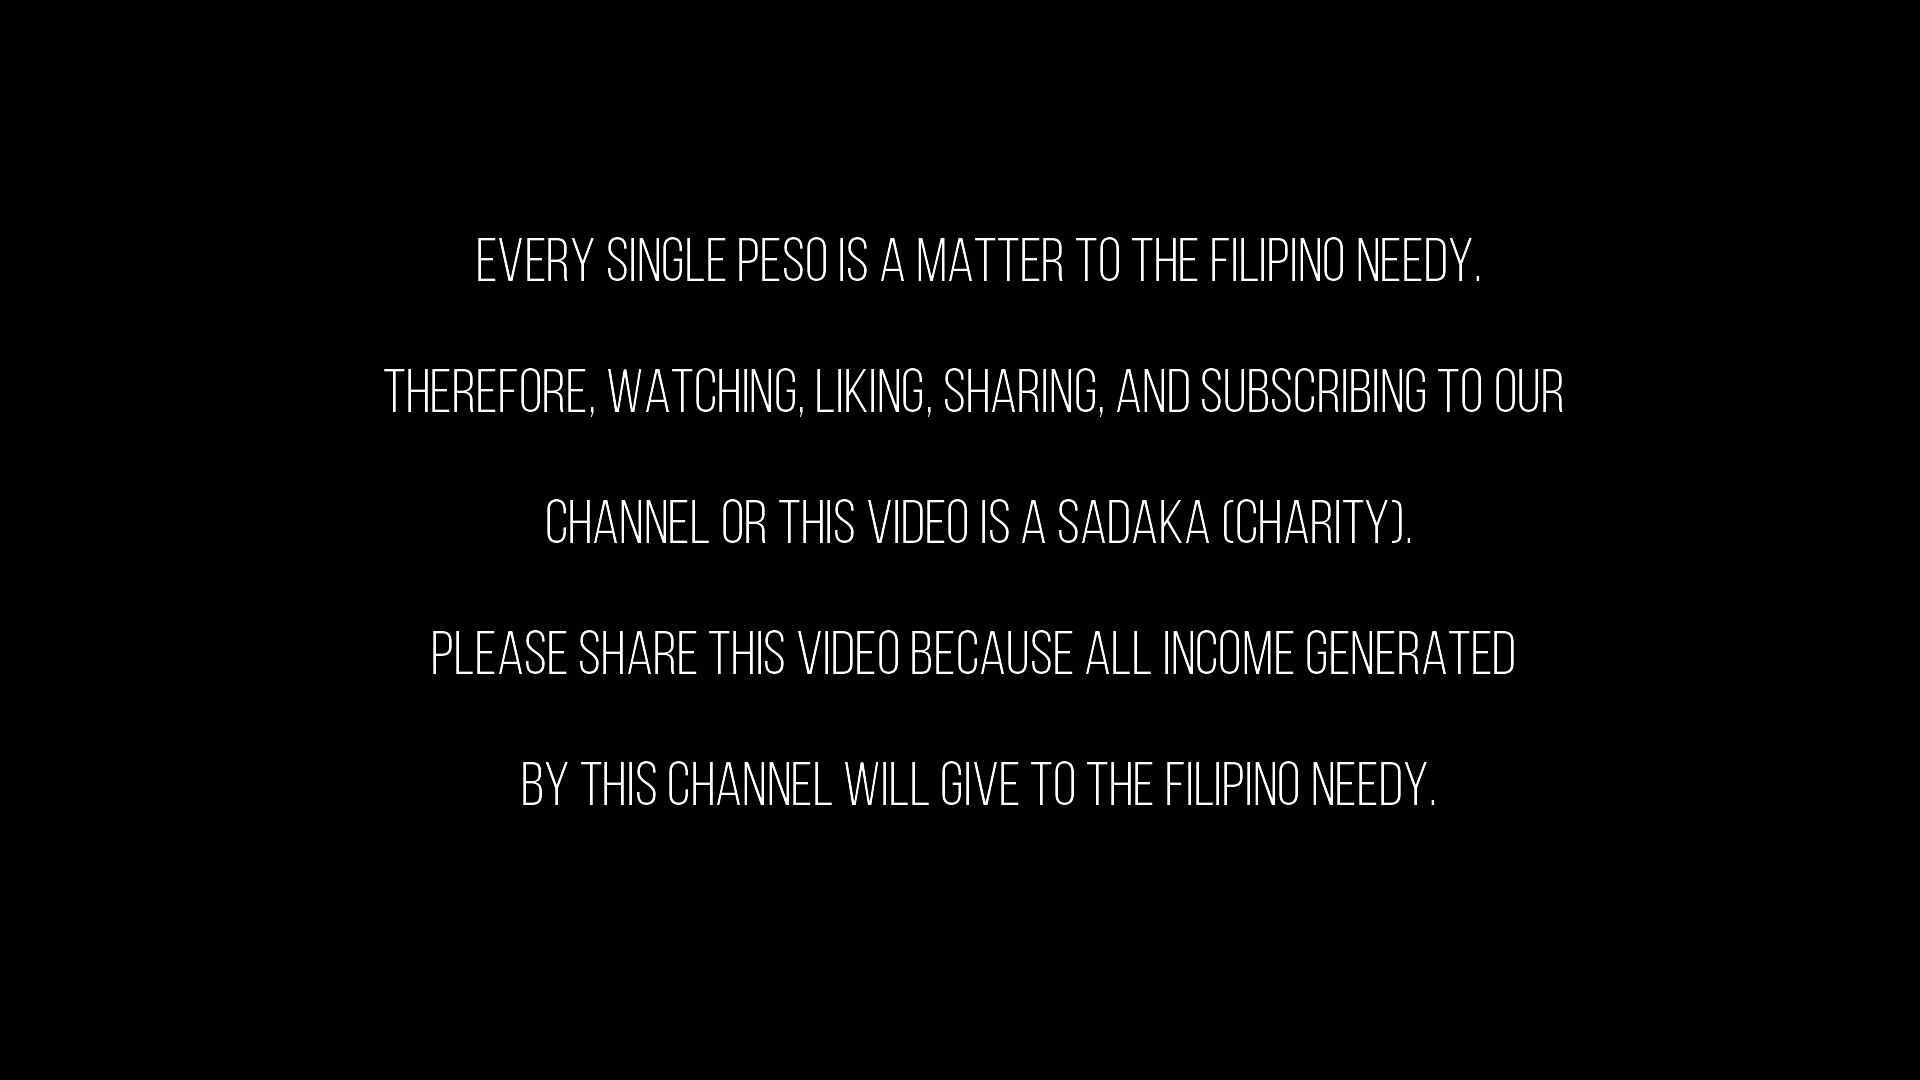 EVERY SINGLE PESO IS A MATTER TO THE FILIPINO NEEDY.
THEREFORE, WATCHING, LIKING, SHARING, AND SUBSCRIBING TO OUR
CHANNEL OR THIS VIDEO IS A SADAKA (CHARITY).
PLEASE SHARE THIS VIDEO BECAUSE ALL INCOME GENERATED
BY THIS CHANNEL WILL GIVE TO THE FILIPINO NEEDY.